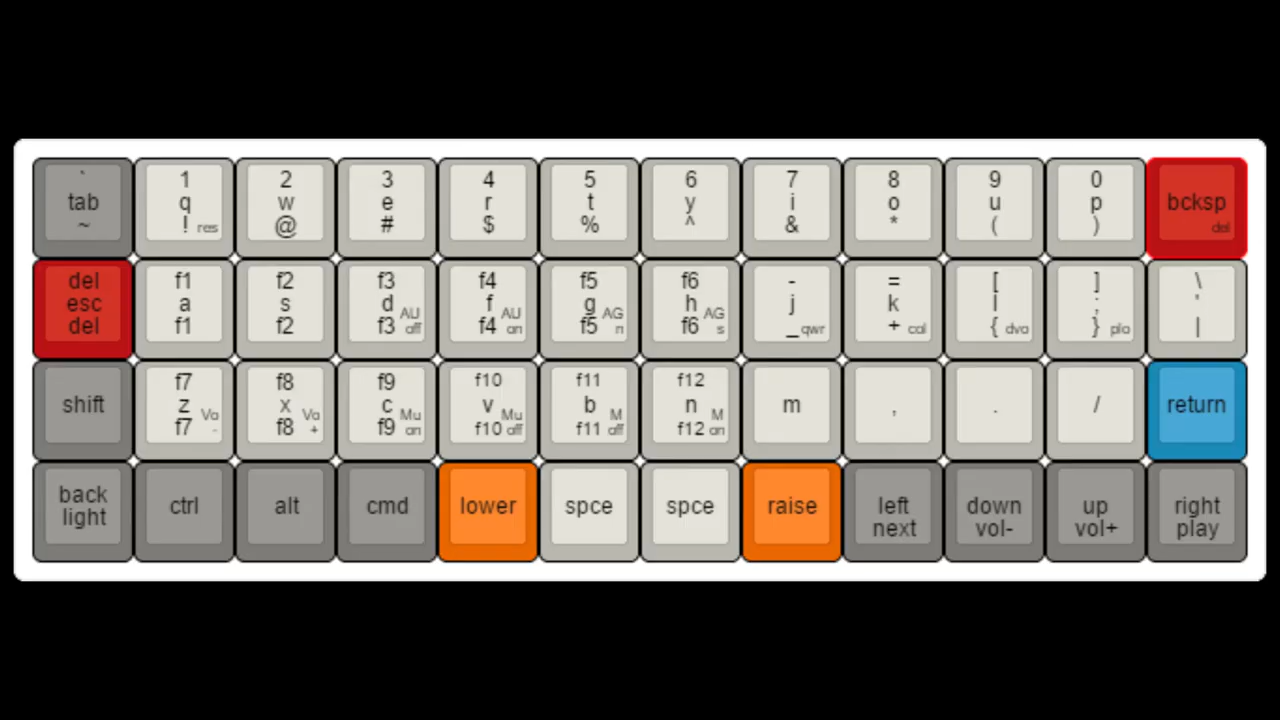 ` 1 2 3 4 5 6 7 8 9 0
tab q w e r t y i o u p bcksp
~ ! res @ # $ % ^ & * ( ) del
del f1 f2 f3 f4 f5 f6 - = [ ] \
esc a s d f g h j k l ; '
del f1 f2 f3 AU off f4 AU on f5 AG n f6 AG s _ qwr + col { dvo } plo |
f7 f8 f9 f10 f11 f12
shift z x c v b n m , . / return
f7 Vo - f8 Vo + f9 Mu on f10 Mu off f11 M off f12 M on
back light ctrl alt cmd lower spce spce raise left next down vol- up vol+ right play